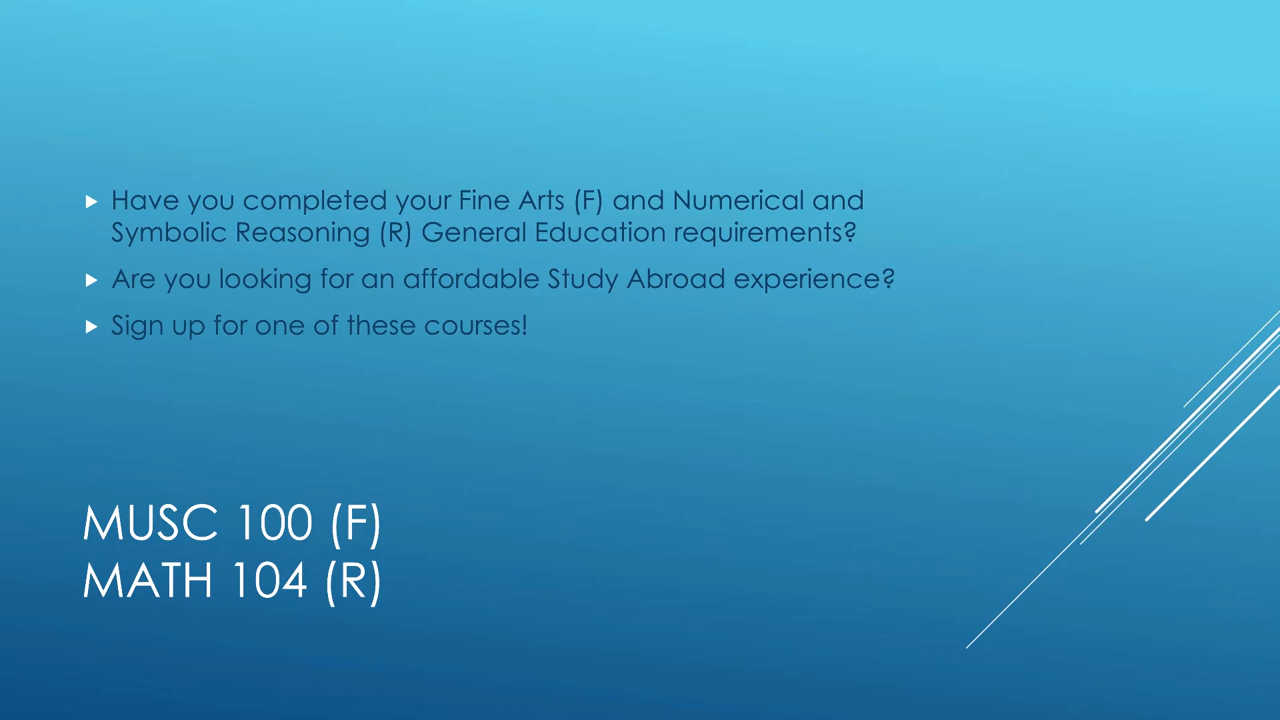 Have you completed your Fine Arts (F) and Numerical and
Symbolic Reasoning (R) General Education requirements?
Are you looking for an affordable Study Abroad experience?
Sign up for one of these courses!
MUSC 100 (F)
MATH 104 (R)